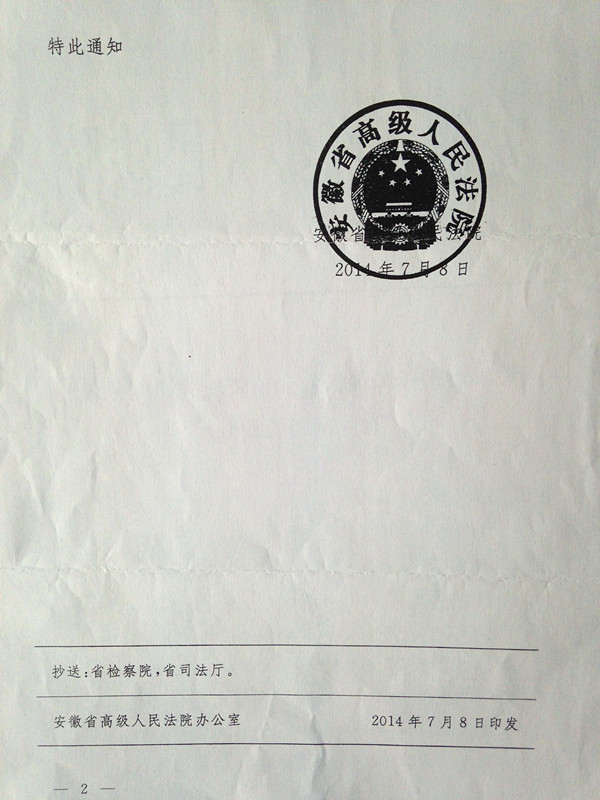 特此通知
安徽省高级人民法院
安徽省高级人民法院
2014年7月8日
抄送：省检察院，省司法厅。
安徽省高级人民法院办公室 2014年7月8日印发
— 2 —